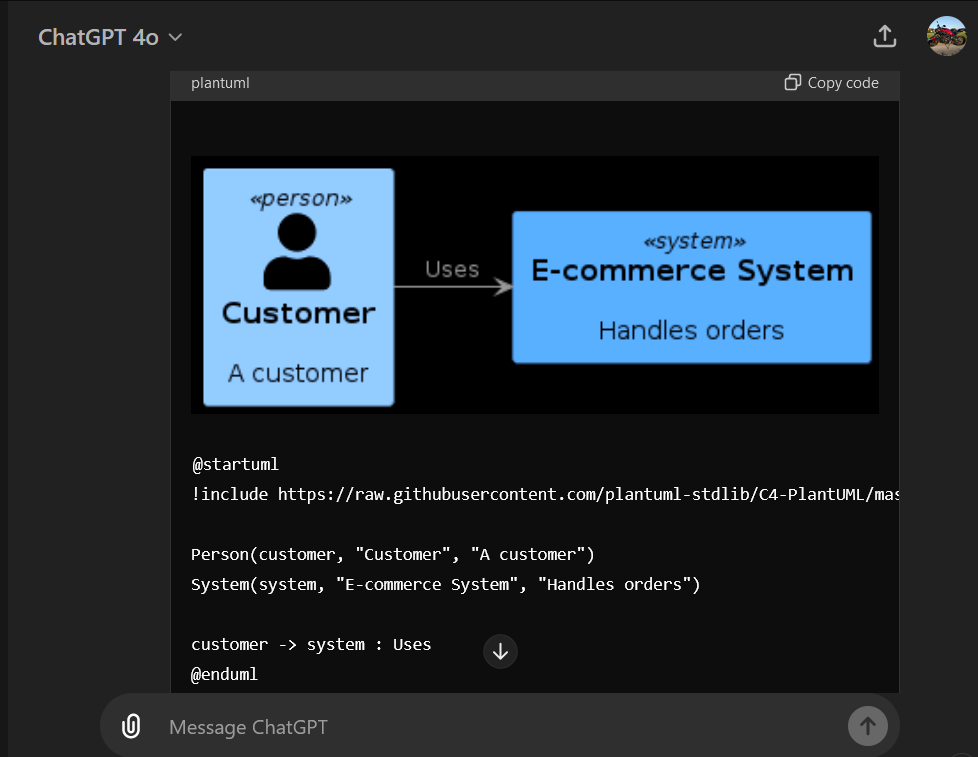 ChatGPT 4o
plantuml
Copy code
«person»
Customer
A customer
Uses
«system»
E-commerce System
Handles orders
@startuml
!include https://raw.githubusercontent.com/plantuml-stdlib/C4-PlantUML/mas
Person(customer, "Customer", "A customer")
System(system, "E-commerce System", "Handles orders")
customer -> system : Uses
@enduml
Message ChatGPT